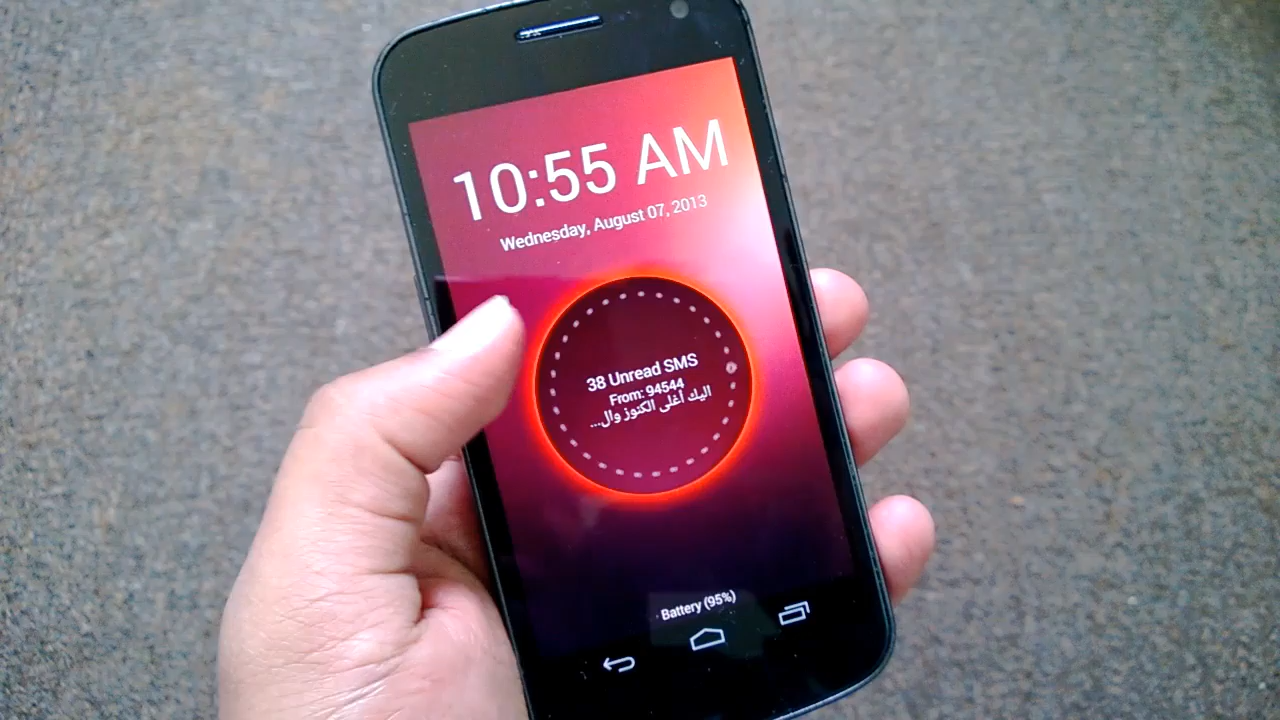 10:55 AM
Wednesday, August 07, 2013
38 Unread SMS
From: 94544
اليك أغلى الكنوز وال...
Battery (95%)